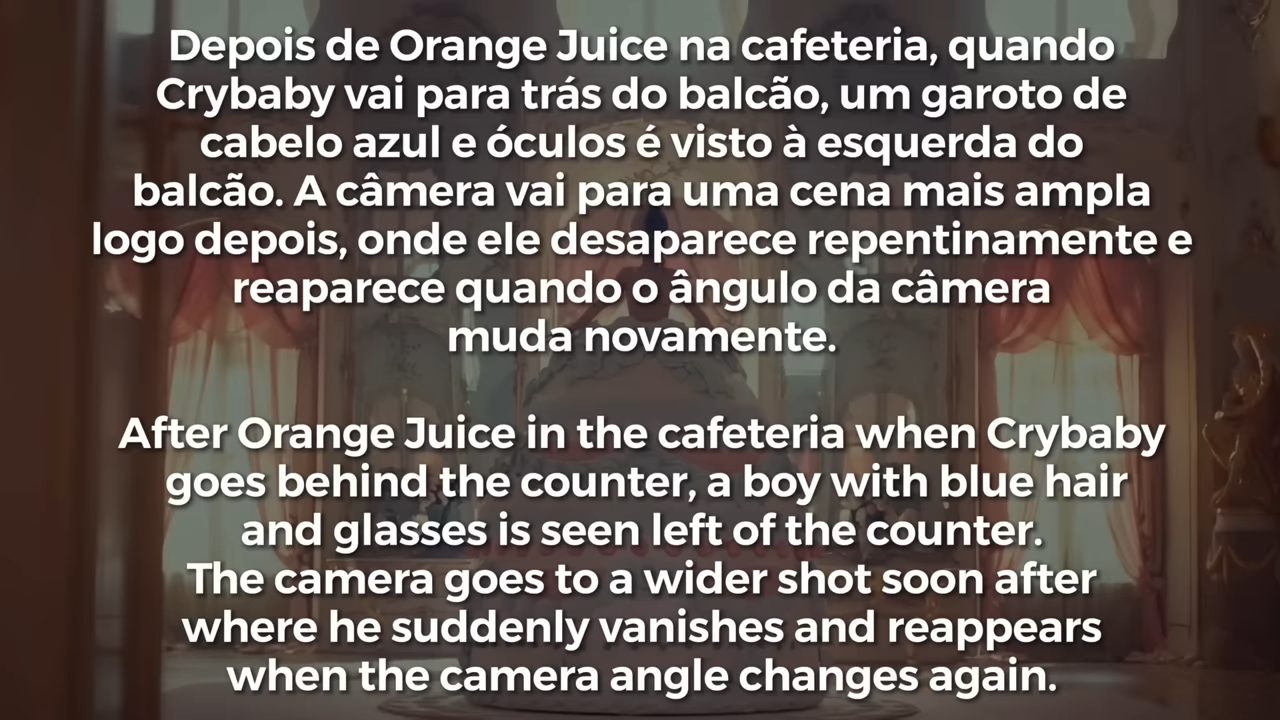 Depois de Orange Juice na cafeteria, quando
Crybaby vai para trás do balcão, um garoto de
cabelo azul e óculos é visto à esquerda do
balcão. A câmera vai para uma cena mais ampla
logo depois, onde ele desaparece repentinamente e
reaparece quando o ângulo da câmera
muda novamente.
After Orange Juice in the cafeteria when Crybaby
goes behind the counter, a boy with blue hair
and glasses is seen left of the counter.
The camera goes to a wider shot soon after
where he suddenly vanishes and reappears
when the camera angle changes again.